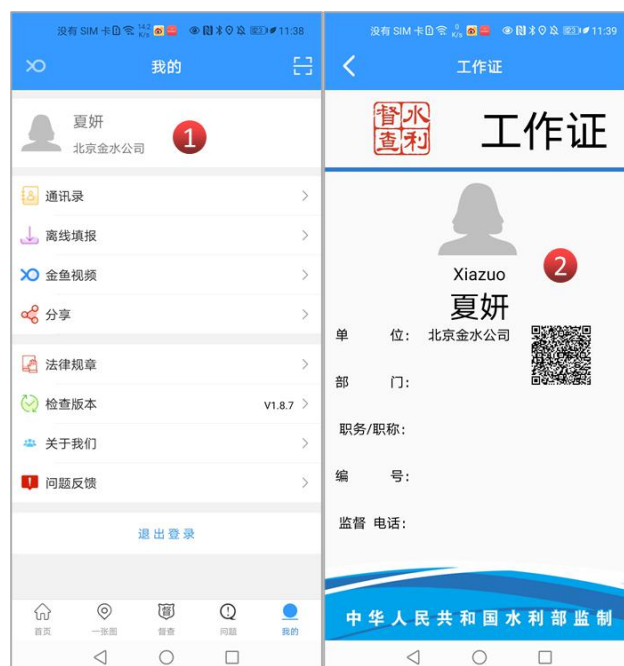 没有 SIM 卡 14.2 K/s 11:38
我的
夏妍
北京金水公司
1
通讯录
离线填报
金鱼视频
分享
法律规章
检查版本 V1.8.7
关于我们
问题反馈
退出登录
首页 一张图 督查 问题 我的
没有 SIM 卡 0 K/s 11:39
工作证
督水
查利
工作证
2
Xiazuo
夏妍
单 位: 北京金水公司
部 门:
职务/职称:
编 号:
监督 电话:
中华人民共和国水利部监制